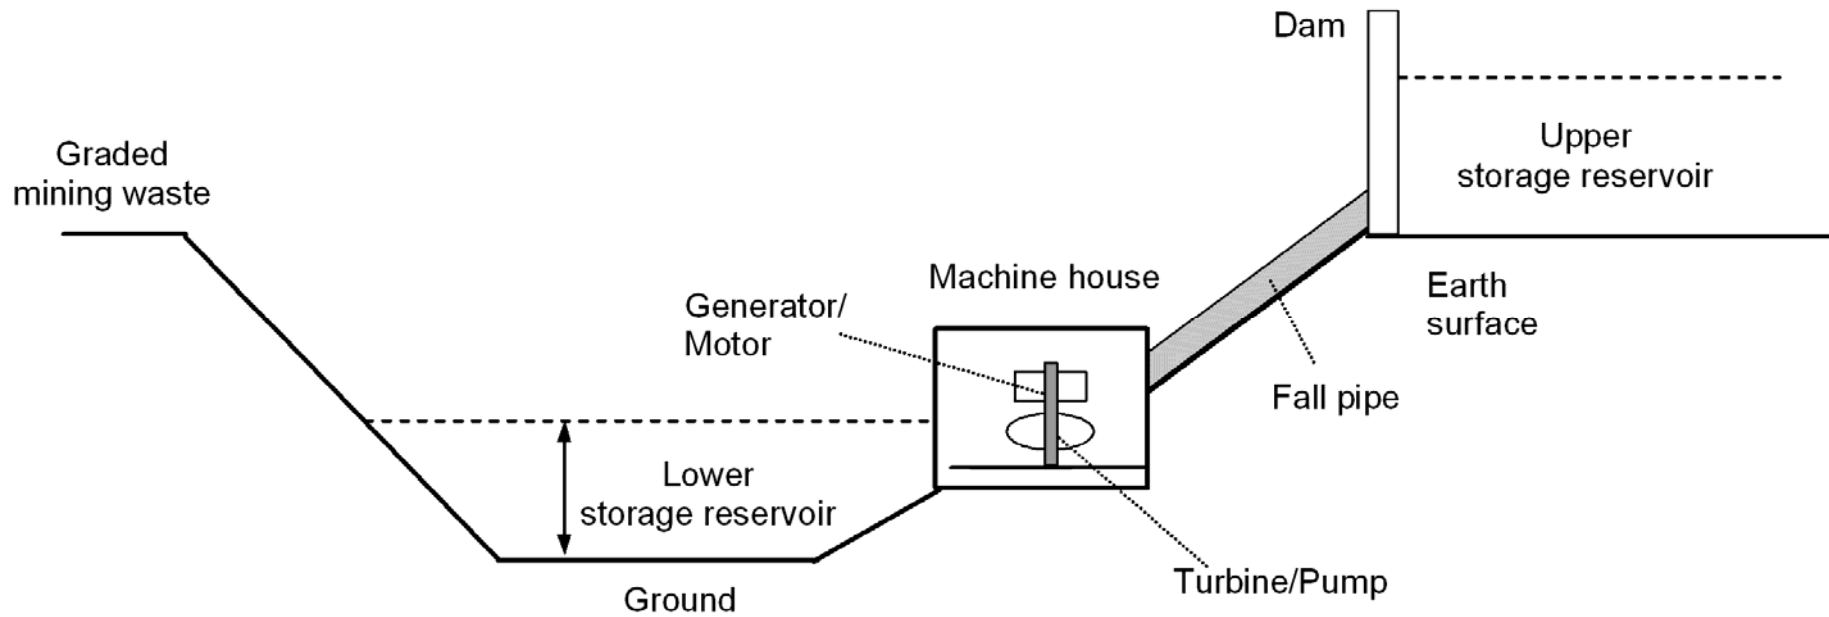 Dam
Graded
mining waste
Upper
storage reservoir
Machine house
Generator/
Motor
Earth
surface
Fall pipe
Lower
storage reservoir
Turbine/Pump
Ground